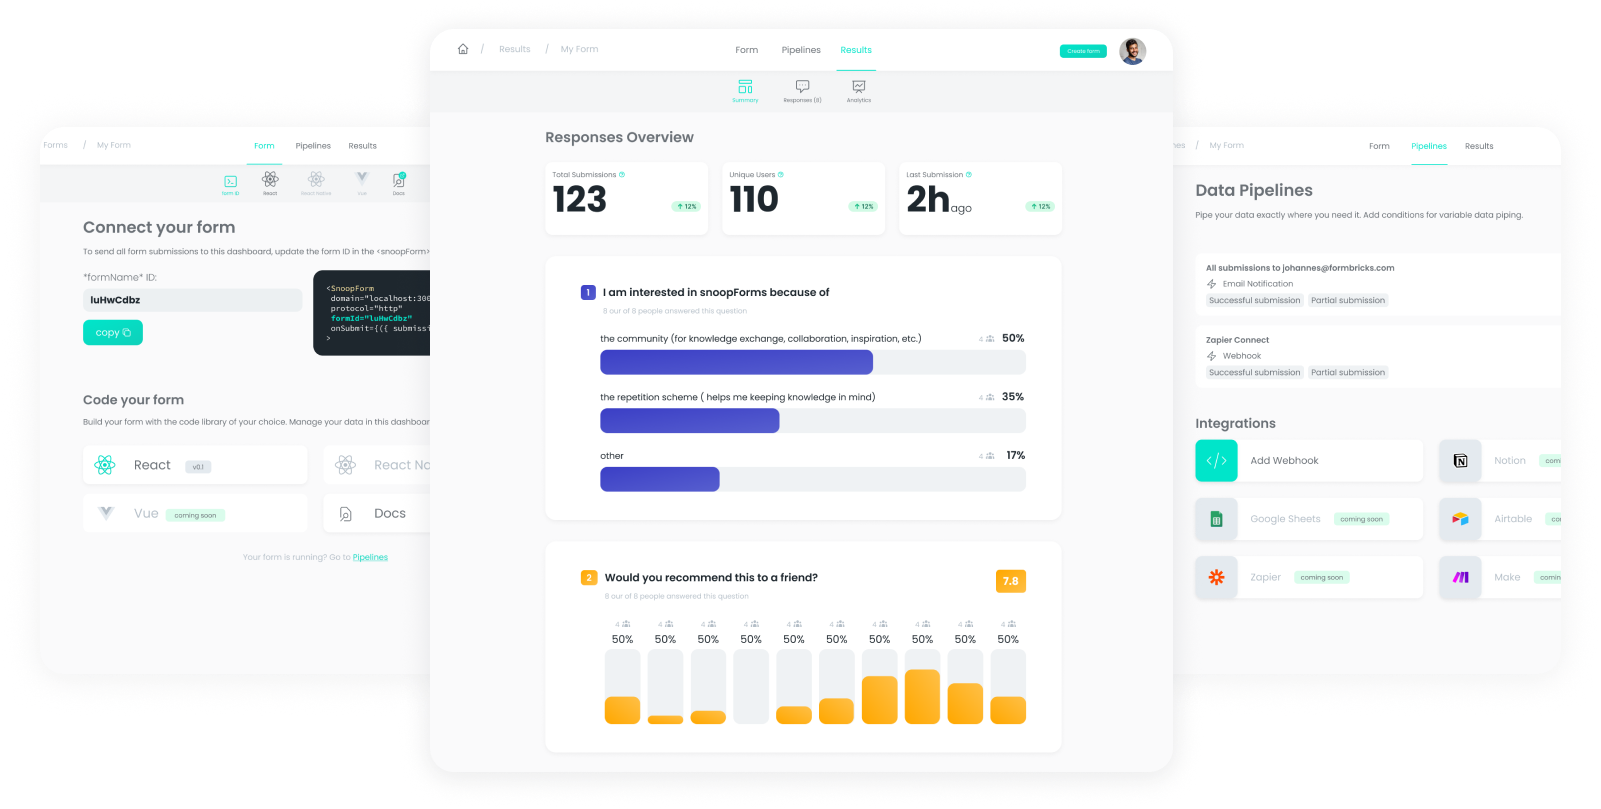 Forms / My Form
Form Pipelines Results
form ID
React
React Native
Vue
Docs
Connect your form
To send all form submissions to this dashboard, update the form ID in the <snoopForm>
*formName* ID:
luHwCdbz
copy
<SnoopForm
domain="localhost:300
protocol="http"
formId="luHwCdbz"
onSubmit={({ submissi
>
Code your form
Build your form with the code library of your choice. Manage your data in this dashboar
React v0.1
React Na
Vue coming soon
Docs
Your form is running? Go to Pipelines
/ Results / My Form
Form Pipelines Results
Create form
Summary
Responses (8)
Analytics
Responses Overview
Total Submissions ?
123
↑ 12%
Unique Users ?
110
↑ 12%
Last Submission ?
2h ago
↑ 12%
1 I am interested in snoopForms because of
8 our of 8 people answered this question
the community (for knowledge exchange, collaboration, inspiration, etc.) 4 50%
the repetition scheme ( helps me keeping knowledge in mind) 4 35%
other 4 17%
2 Would you recommend this to a friend?
7.8
8 our of 8 people answered this question
4 4 4 4 4 4 4 4 4 4
50% 50% 50% 50% 50% 50% 50% 50% 50% 50%
/ My Form
Form Pipelines Results
Data Pipelines
Pipe your data exactly where you need it. Add conditions for variable data piping.
All submissions to johannes@formbricks.com
Email Notification
Successful submission Partial submission
Zapier Connect
Webhook
Successful submission Partial submission
Integrations
</> Add Webhook
Notion com
Google Sheets coming soon
Airtable co
Zapier coming soon
Make comin